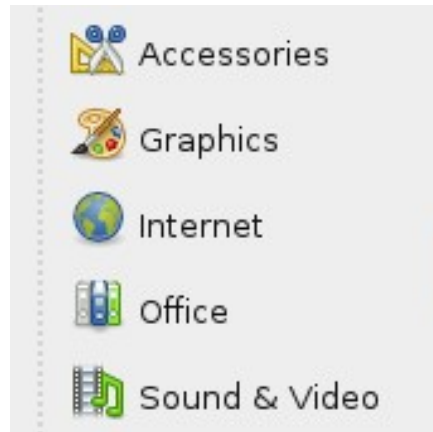 Accessories
Graphics
Internet
Office
Sound & Video